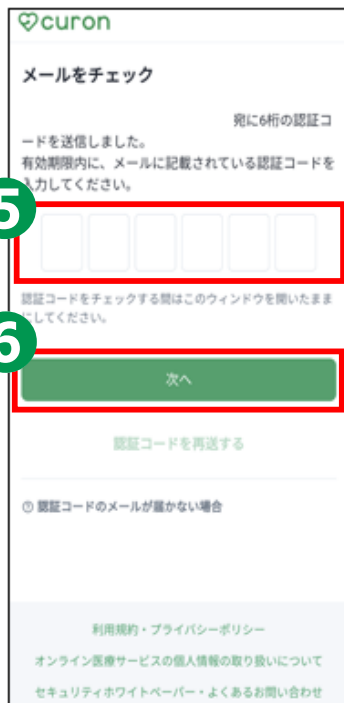 curon
メールをチェック
宛に6桁の認証コ
ードを送信しました。
有効期限内に、メールに記載されている認証コードを
入力してください。
5
認証コードをチェックする間はこのウィンドウを開いたまま
にしてください。
6
次へ
認証コードを再送する
認証コードのメールが届かない場合
利用規約・プライバシーポリシー
オンライン医療サービスの個人情報の取り扱いについて
セキュリティホワイトペーパー・よくあるお問い合わせ